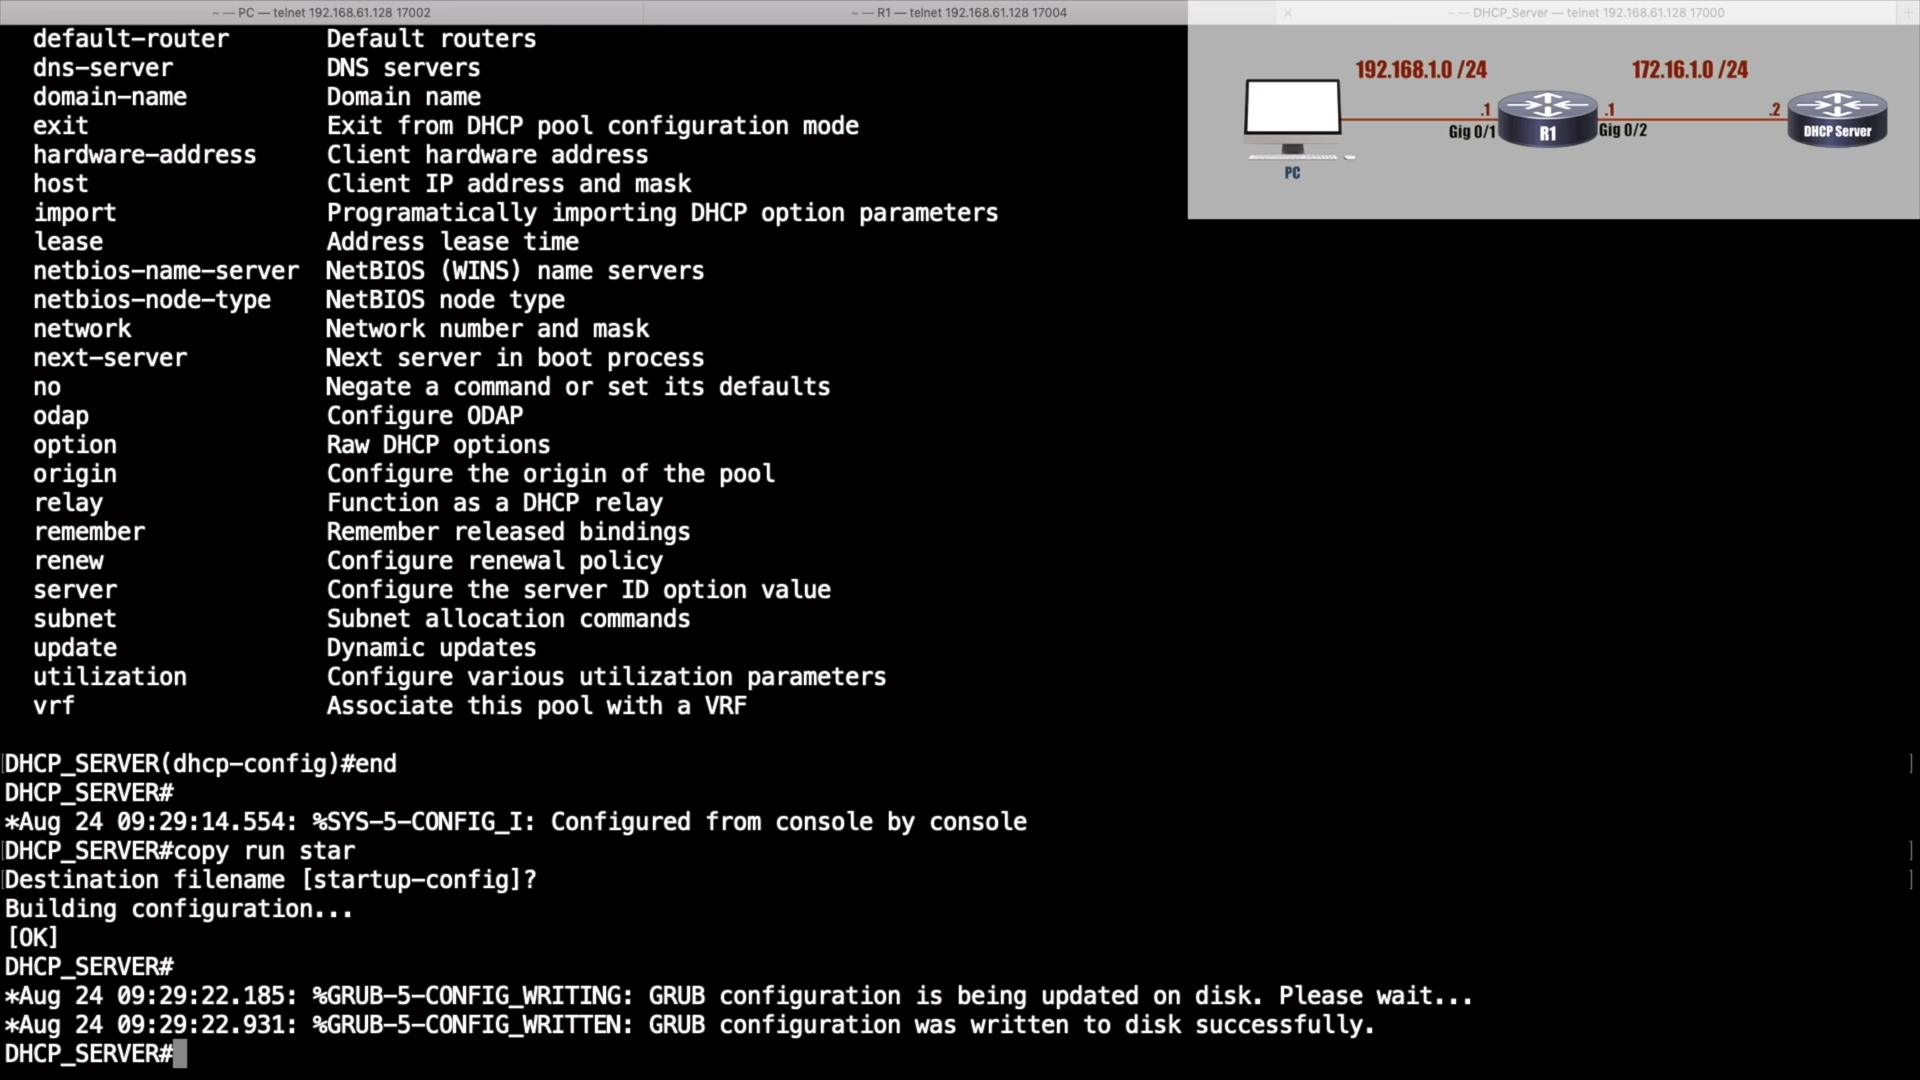 ~ — PC — telnet 192.168.61.128 17002
~ — R1 — telnet 192.168.61.128 17004
~ — DHCP_Server — telnet 192.168.61.128 17000
default-router Default routers
dns-server DNS servers
domain-name Domain name
exit Exit from DHCP pool configuration mode
hardware-address Client hardware address
host Client IP address and mask
import Programatically importing DHCP option parameters
lease Address lease time
netbios-name-server NetBIOS (WINS) name servers
netbios-node-type NetBIOS node type
network Network number and mask
next-server Next server in boot process
no Negate a command or set its defaults
odap Configure ODAP
option Raw DHCP options
origin Configure the origin of the pool
relay Function as a DHCP relay
remember Remember released bindings
renew Configure renewal policy
server Configure the server ID option value
subnet Subnet allocation commands
update Dynamic updates
utilization Configure various utilization parameters
vrf Associate this pool with a VRF
DHCP_SERVER(dhcp-config)#end
DHCP_SERVER#
*Aug 24 09:29:14.554: %SYS-5-CONFIG_I: Configured from console by console
DHCP_SERVER#copy run star
Destination filename [startup-config]?
Building configuration...
[OK]
DHCP_SERVER#
*Aug 24 09:29:22.185: %GRUB-5-CONFIG_WRITING: GRUB configuration is being updated on disk. Please wait...
*Aug 24 09:29:22.931: %GRUB-5-CONFIG_WRITTEN: GRUB configuration was written to disk successfully.
DHCP_SERVER#
192.168.1.0 /24
172.16.1.0 /24
.1
.1
.2
Gig 0/1
R1
Gig 0/2
DHCP Server
PC